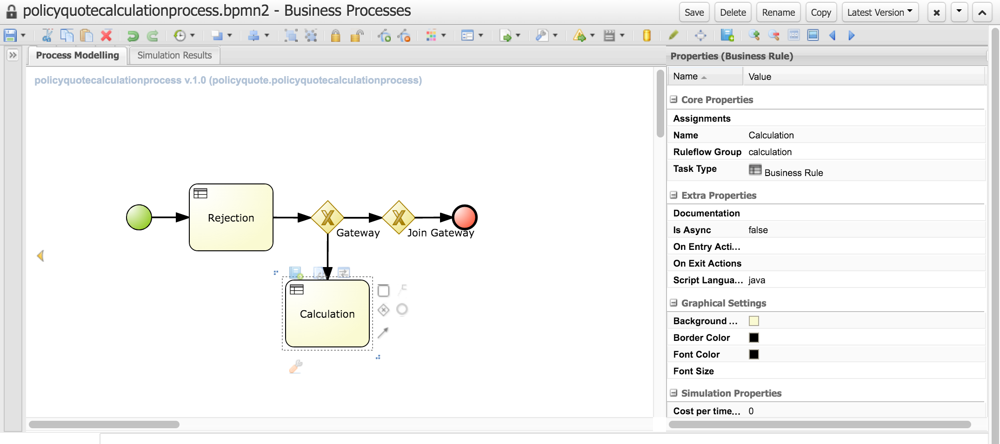 policyquotecalculationprocess.bpmn2 - Business Processes
Save Delete Rename Copy Latest Version
Process Modelling Simulation Results
policyquotecalculationprocess v.1.0 (policyquote.policyquotecalculationprocess)
Rejection
Gateway
Join Gateway
Calculation
Properties (Business Rule)
Name Value
Core Properties
Assignments
Name Calculation
Ruleflow Group calculation
Task Type Business Rule
Extra Properties
Documentation
Is Async false
On Entry Acti...
On Exit Actions
Script Langua... java
Graphical Settings
Background ...
Border Color
Font Color
Font Size
Simulation Properties
Cost per time... 0